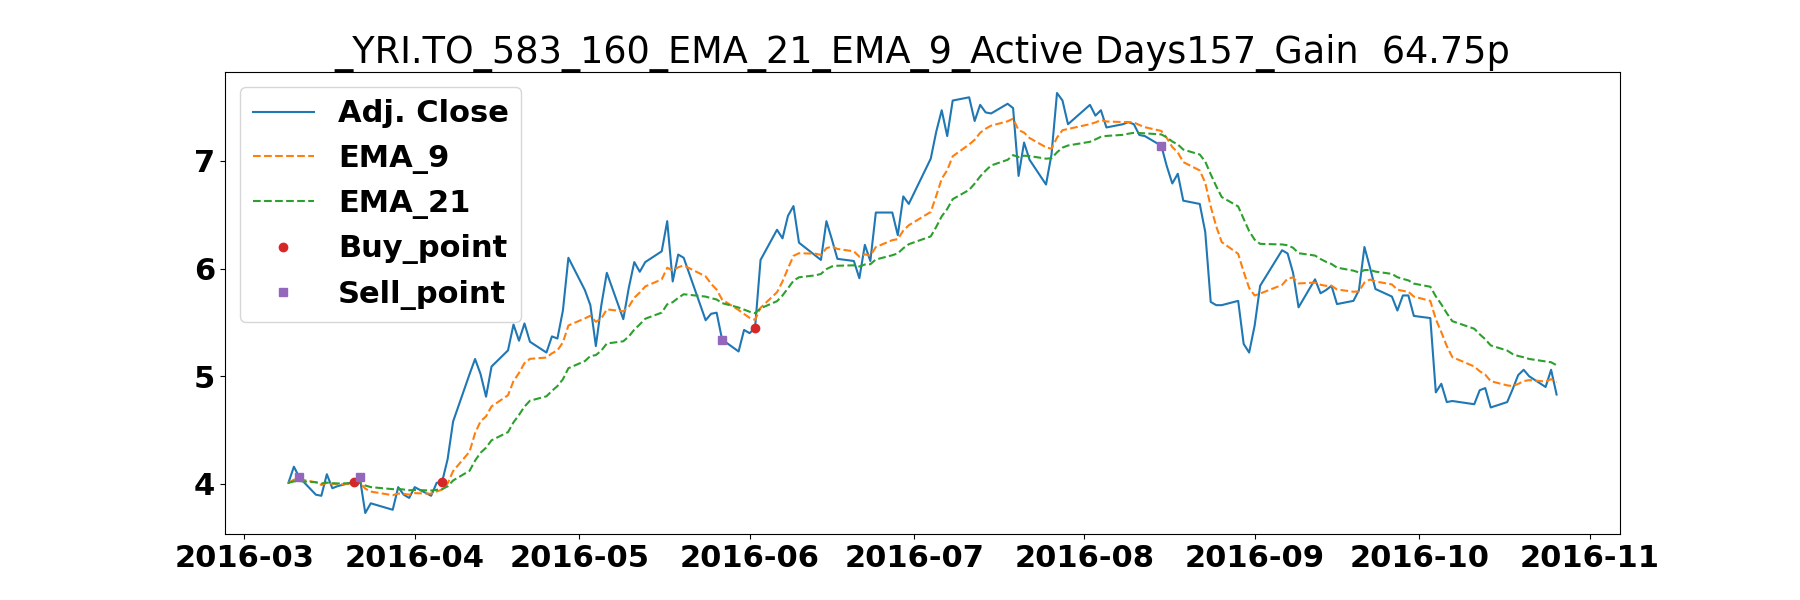 _YRI.TO_583_160_EMA_21_EMA_9_Active Days157_Gain  64.75p
Adj. Close
EMA_9
EMA_21
Buy_point
Sell_point
7
6
5
4
2016-03 2016-04 2016-05 2016-06 2016-07 2016-08 2016-09 2016-10 2016-11